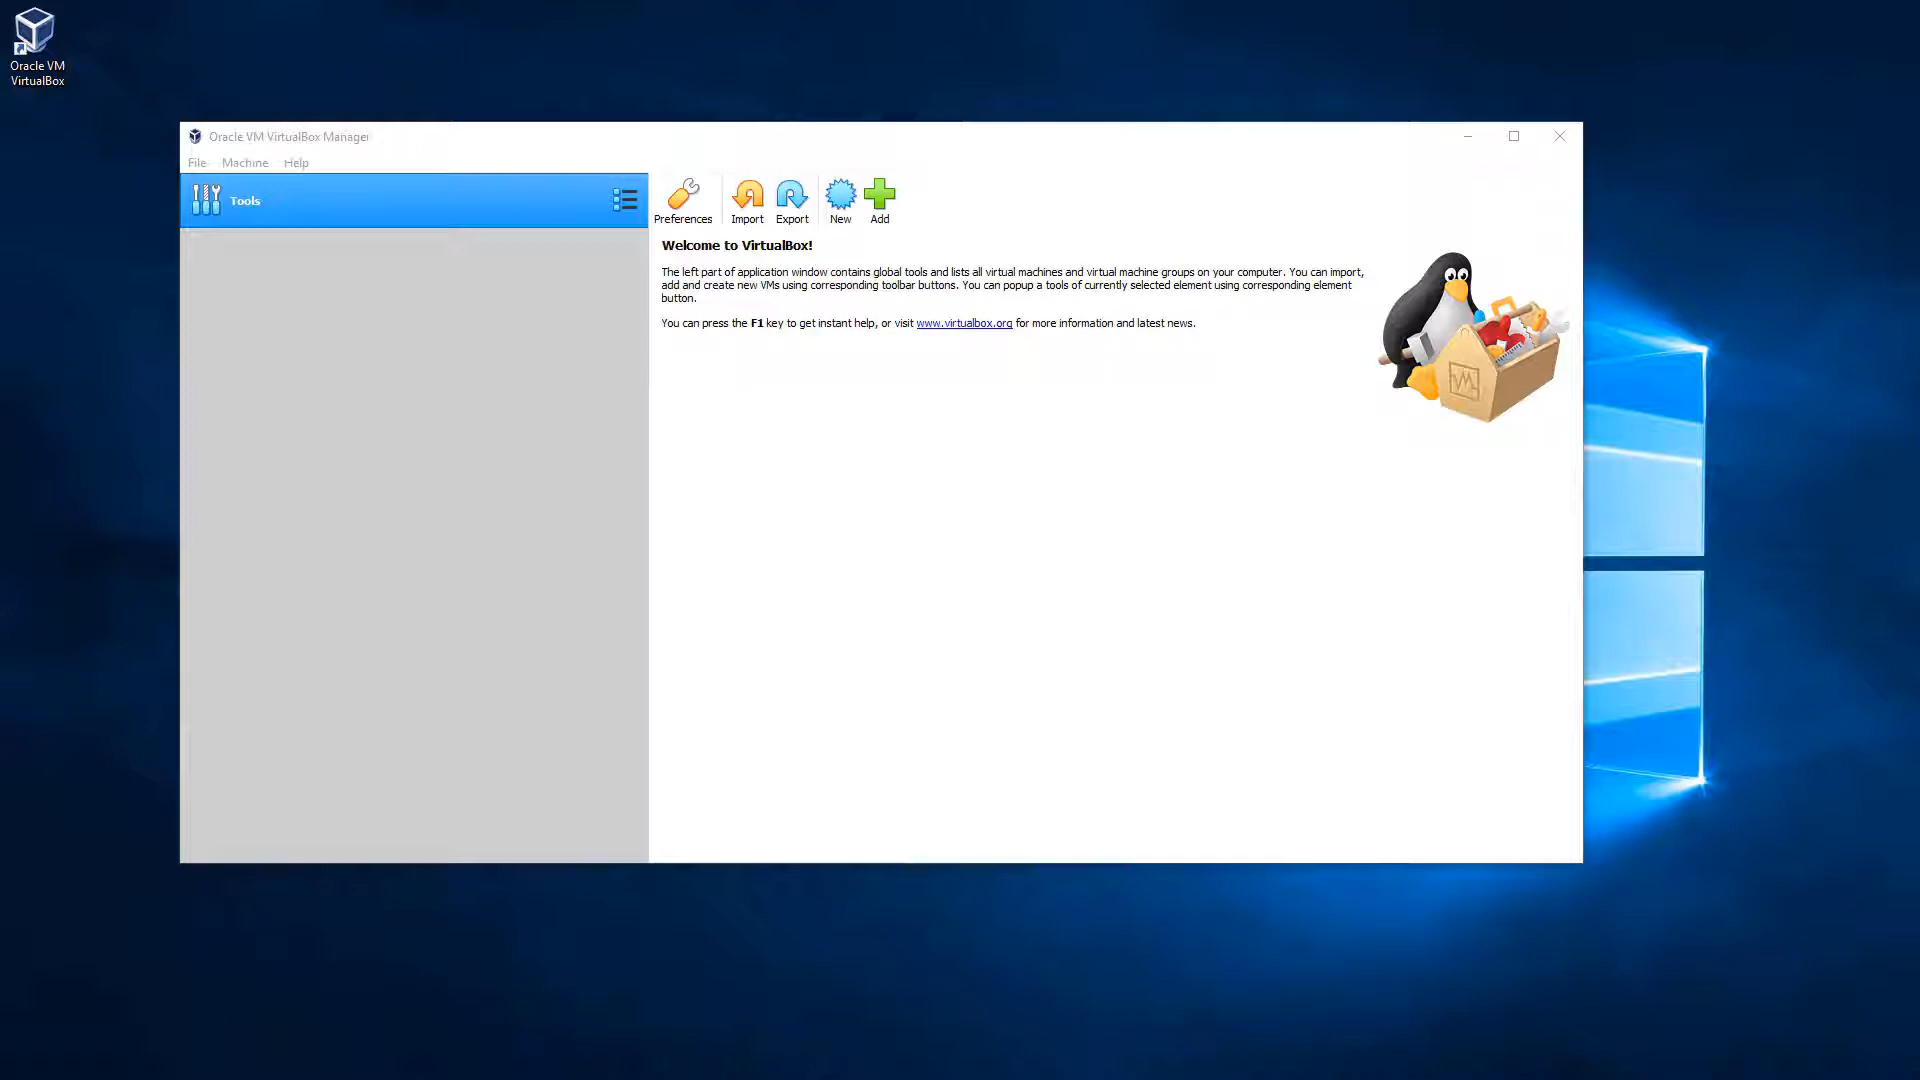 Oracle VM
VirtualBox
Oracle VM VirtualBox Manager
File Machine Help
Tools
Preferences Import Export New Add
Welcome to VirtualBox!
The left part of application window contains global tools and lists all virtual machines and virtual machine groups on your computer. You can import,
add and create new VMs using corresponding toolbar buttons. You can popup a tools of currently selected element using corresponding element
button.
You can press the F1 key to get instant help, or visit www.virtualbox.org for more information and latest news.